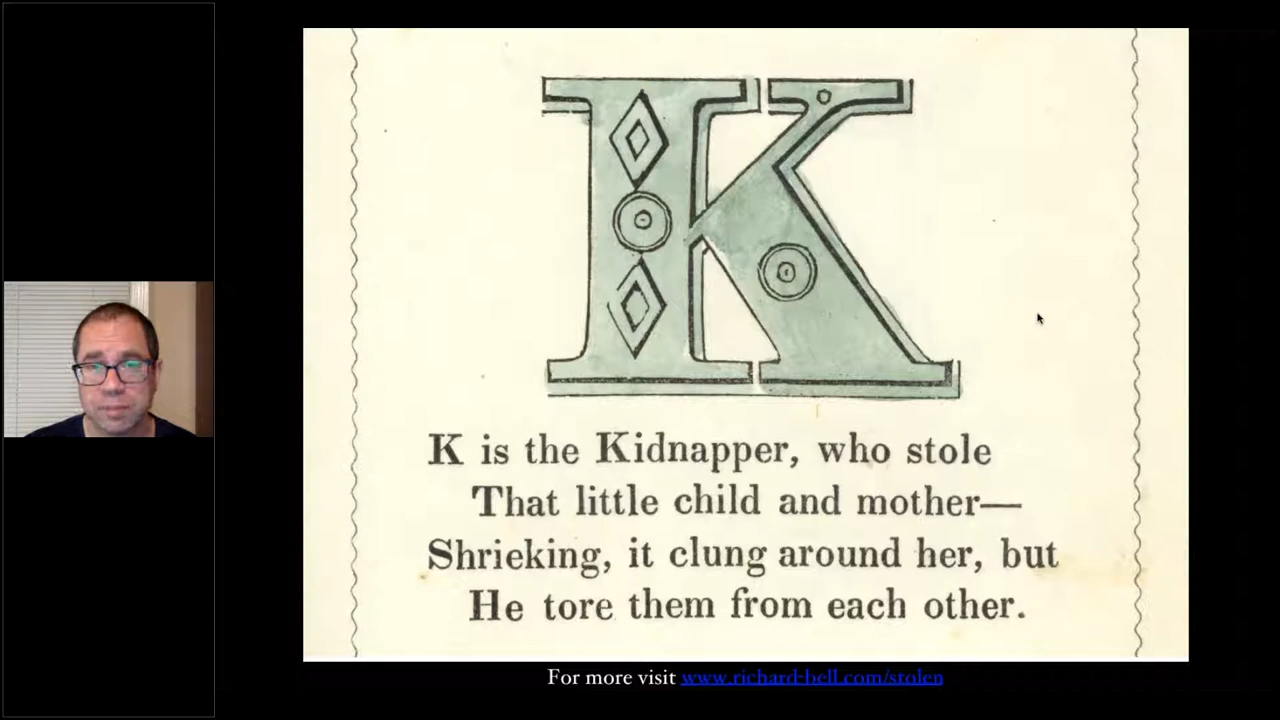 K
K is the Kidnapper, who stole
That little child and mother—
Shrieking, it clung around her, but
He tore them from each other.
For more visit www.richard-bell.com/stolen